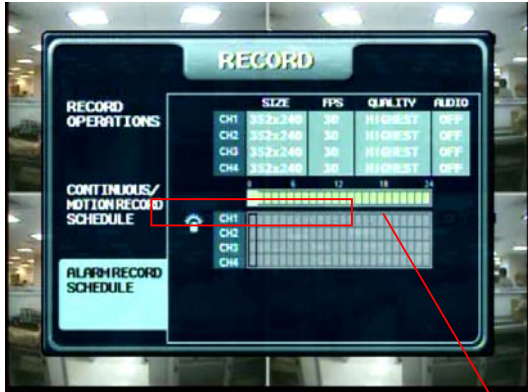 RECORD
RECORD OPERATIONS
SIZE FPS QUALITY AUDIO
CH1 352x240 30 HIGHEST OFF
CH2 352x240 30 HIGHEST OFF
CH3 352x240 30 HIGHEST OFF
CH4 352x240 30 HIGHEST OFF
CONTINUOUS/
MOTION RECORD
SCHEDULE
0 6 12 18 24
CH1
CH2
CH3
CH4
ALARM RECORD
SCHEDULE